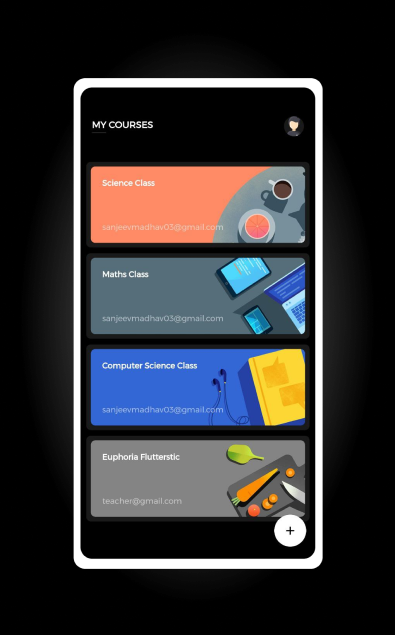 MY COURSES
Science Class
sanjeevmadhav03@gmail.com
Maths Class
sanjeevmadhav03@gmail.com
Computer Science Class
sanjeevmadhav03@gmail.com
Euphoria Flutterstic
teacher@gmail.com
+